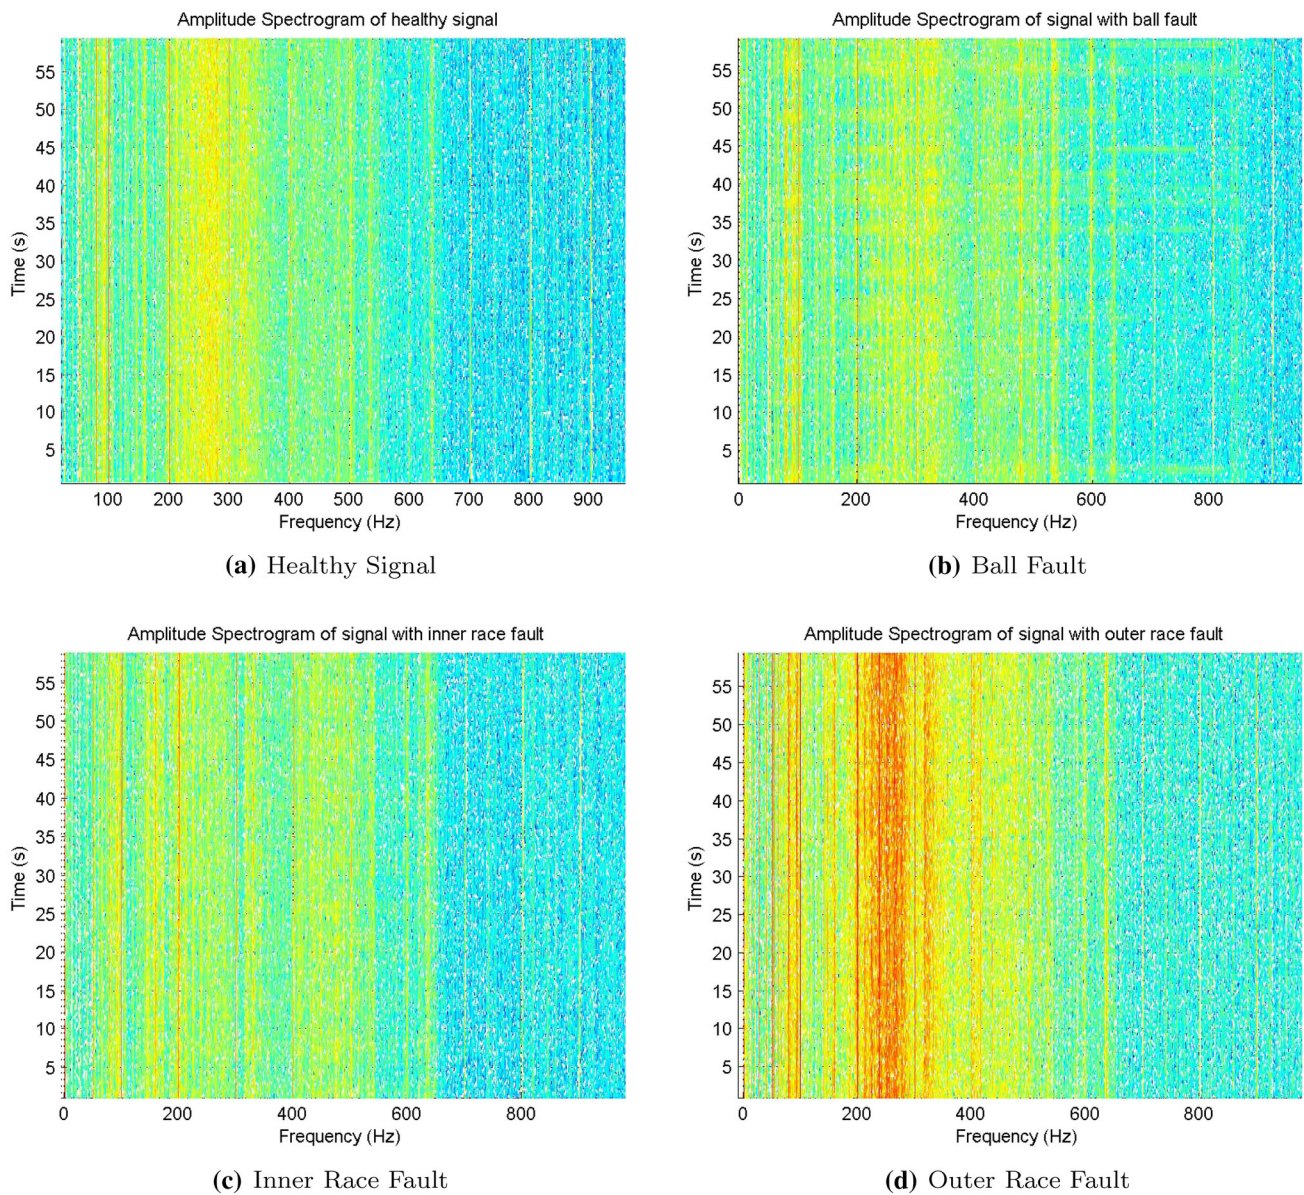 Amplitude Spectrogram of healthy signal
55
50
45
40
35
30
25
20
15
10
5
Time (s)
100 200 300 400 500 600 700 800 900
Frequency (Hz)
(a) Healthy Signal
Amplitude Spectrogram of signal with ball fault
55
50
45
40
35
30
25
20
15
10
5
Time (s)
0 200 400 600 800
Frequency (Hz)
(b) Ball Fault
Amplitude Spectrogram of signal with inner race fault
55
50
45
40
35
30
25
20
15
10
5
Time (s)
0 200 400 600 800
Frequency (Hz)
(c) Inner Race Fault
Amplitude Spectrogram of signal with outer race fault
55
50
45
40
35
30
25
20
15
10
5
Time (s)
0 200 400 600 800
Frequency (Hz)
(d) Outer Race Fault